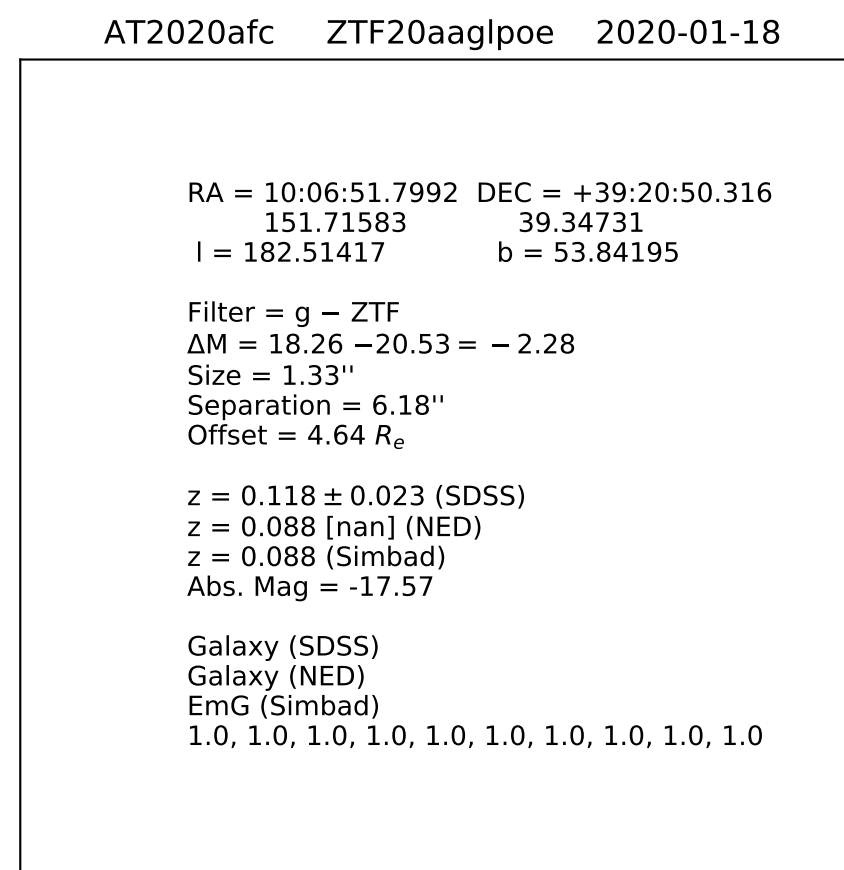 AT2020afc ZTF20aaglpoe 2020-01-18
RA = 10:06:51.7992 DEC = +39:20:50.316
151.71583 39.34731
l = 182.51417 b = 53.84195
Filter = g − ZTF
ΔM = 18.26 −20.53 = − 2.28
Size = 1.33''
Separation = 6.18''
Offset = 4.64 Re
z = 0.118 ± 0.023 (SDSS)
z = 0.088 [nan] (NED)
z = 0.088 (Simbad)
Abs. Mag = -17.57
Galaxy (SDSS)
Galaxy (NED)
EmG (Simbad)
1.0, 1.0, 1.0, 1.0, 1.0, 1.0, 1.0, 1.0, 1.0, 1.0